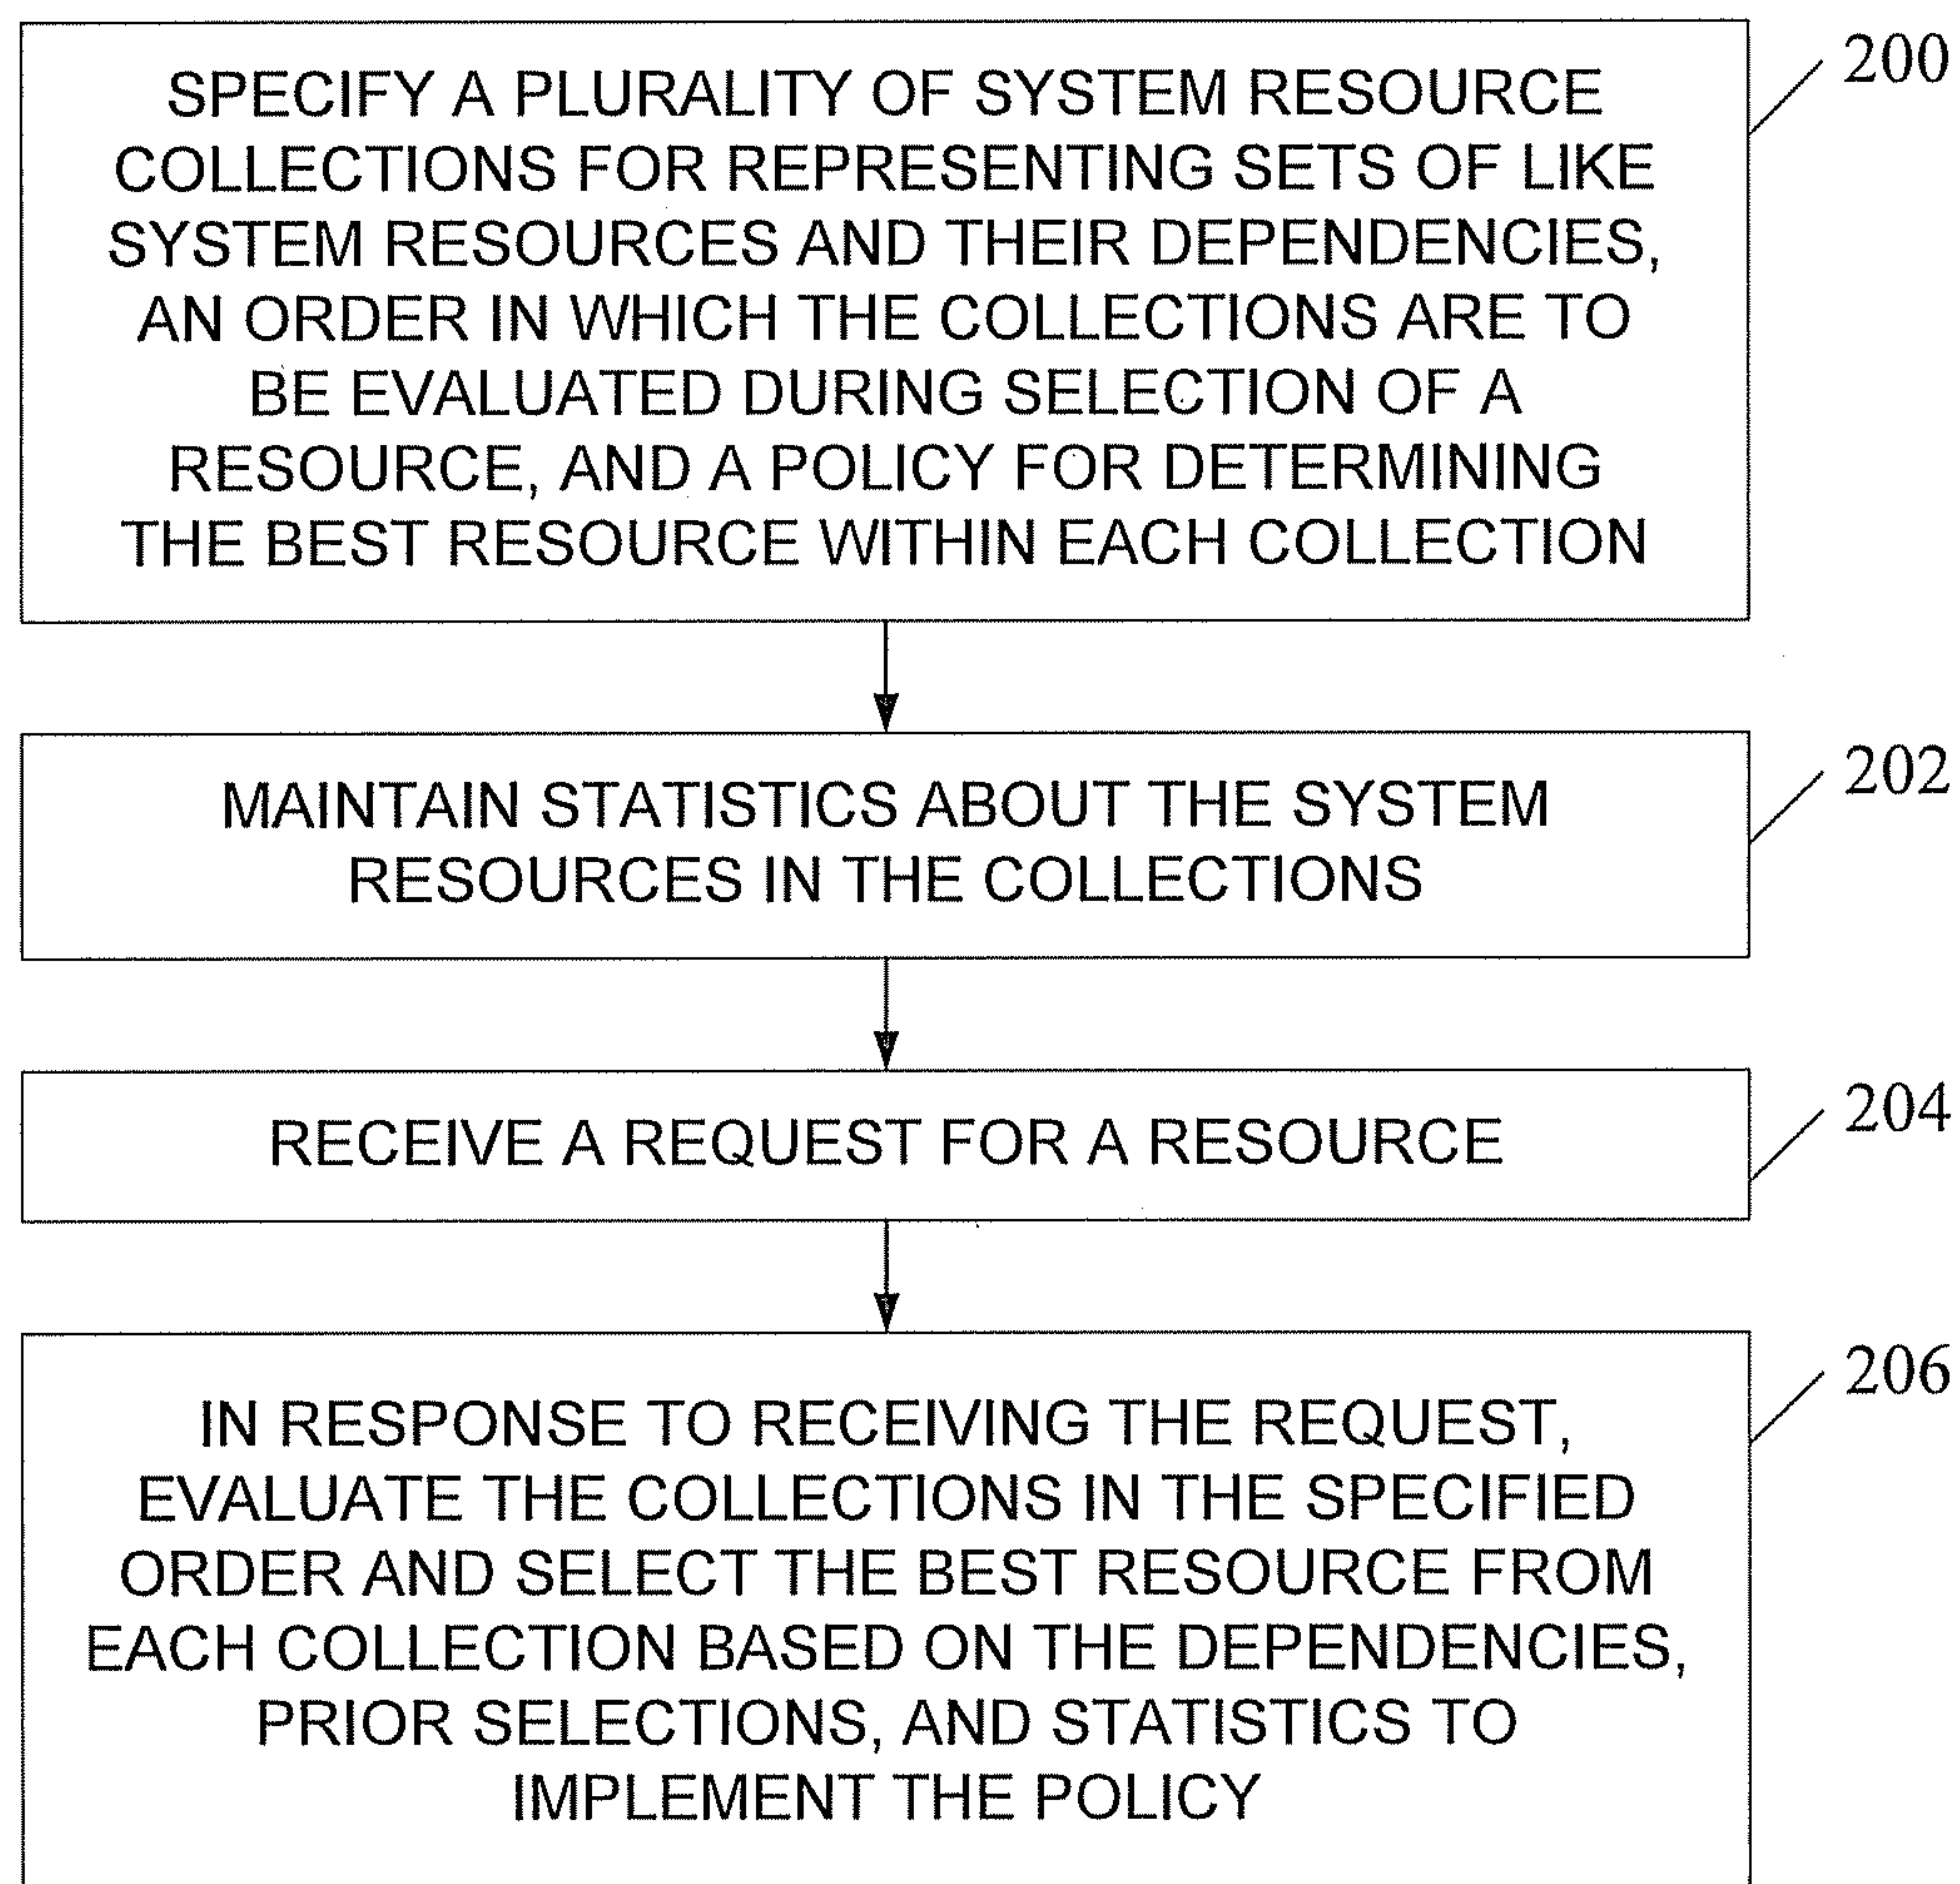 200
SPECIFY A PLURALITY OF SYSTEM RESOURCE
COLLECTIONS FOR REPRESENTING SETS OF LIKE
SYSTEM RESOURCES AND THEIR DEPENDENCIES,
AN ORDER IN WHICH THE COLLECTIONS ARE TO
BE EVALUATED DURING SELECTION OF A
RESOURCE, AND A POLICY FOR DETERMINING
THE BEST RESOURCE WITHIN EACH COLLECTION
202
MAINTAIN STATISTICS ABOUT THE SYSTEM
RESOURCES IN THE COLLECTIONS
204
RECEIVE A REQUEST FOR A RESOURCE
206
IN RESPONSE TO RECEIVING THE REQUEST,
EVALUATE THE COLLECTIONS IN THE SPECIFIED
ORDER AND SELECT THE BEST RESOURCE FROM
EACH COLLECTION BASED ON THE DEPENDENCIES,
PRIOR SELECTIONS, AND STATISTICS TO
IMPLEMENT THE POLICY